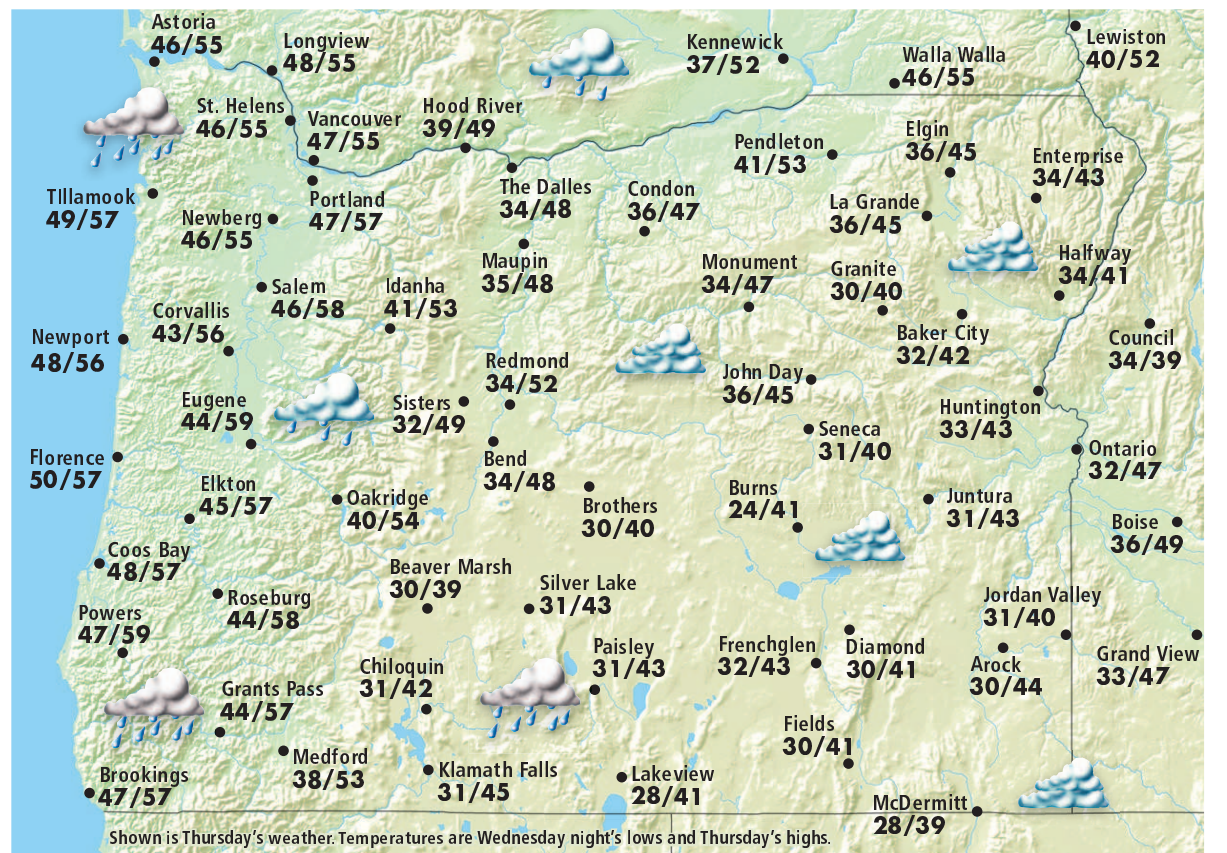 Astoria
46/55
Longview
48/55
Kennewick
37/52
Walla Walla
46/55
Lewiston
40/52
St. Helens
46/55
Vancouver
47/55
Hood River
39/49
Pendleton
41/53
Elgin
36/45
Enterprise
34/43
TIllamook
49/57
Portland
47/57
The Dalles
34/48
Condon
36/47
La Grande
36/45
Newberg
46/55
Maupin
35/48
Monument
34/47
Granite
30/40
Halfway
34/41
Salem
46/58
Idanha
41/53
Corvallis
43/56
Newport
48/56
Baker City
32/42
Council
34/39
Redmond
34/52
John Day
36/45
Eugene
44/59
Sisters
32/49
Huntington
33/43
Seneca
31/40
Florence
50/57
Bend
34/48
Ontario
32/47
Elkton
45/57
Oakridge
40/54
Brothers
30/40
Burns
24/41
Juntura
31/43
Boise
36/49
Coos Bay
48/57
Beaver Marsh
30/39
Silver Lake
31/43
Roseburg
44/58
Jordan Valley
31/40
Powers
47/59
Paisley
31/43
Frenchglen
32/43
Diamond
30/41
Arock
30/44
Grand View
33/47
Chiloquin
31/42
Grants Pass
44/57
Fields
30/41
Medford
38/53
Klamath Falls
31/45
Lakeview
28/41
Brookings
47/57
McDermitt
28/39
Shown is Thursday's weather. Temperatures are Wednesday night's lows and Thursday's highs.